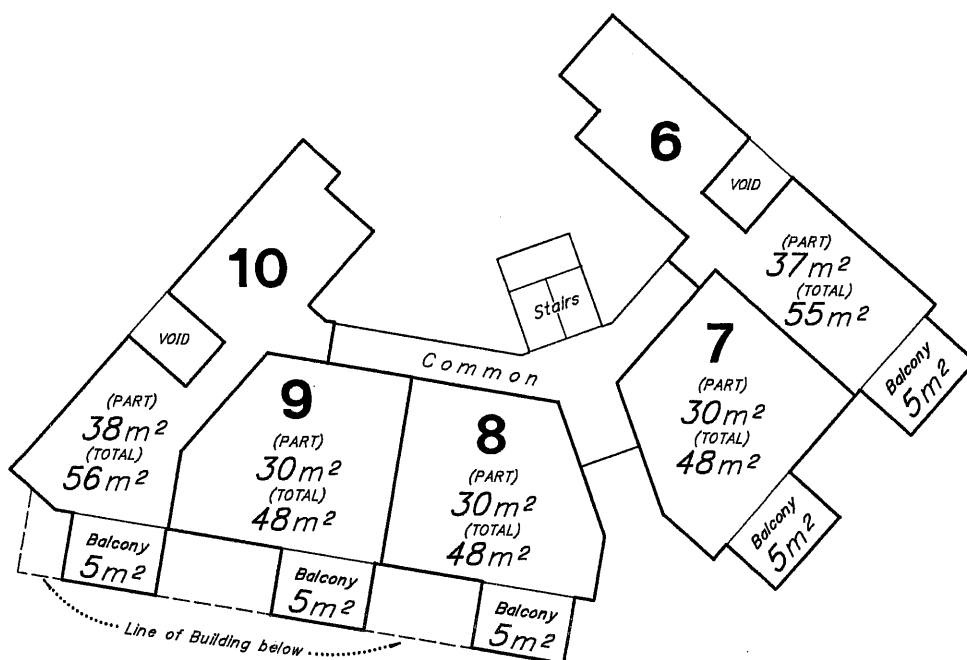 6
VOID
(PART)
37m²
(TOTAL)
55m²
Balcony
5m²
10
VOID
(PART)
38m²
(TOTAL)
56m²
Balcony
5m²
Stairs
Common
9
(PART)
30m²
(TOTAL)
48m²
Balcony
5m²
8
(PART)
30m²
(TOTAL)
48m²
Balcony
5m²
7
(PART)
30m²
(TOTAL)
48m²
Balcony
5m²
Line of Building below